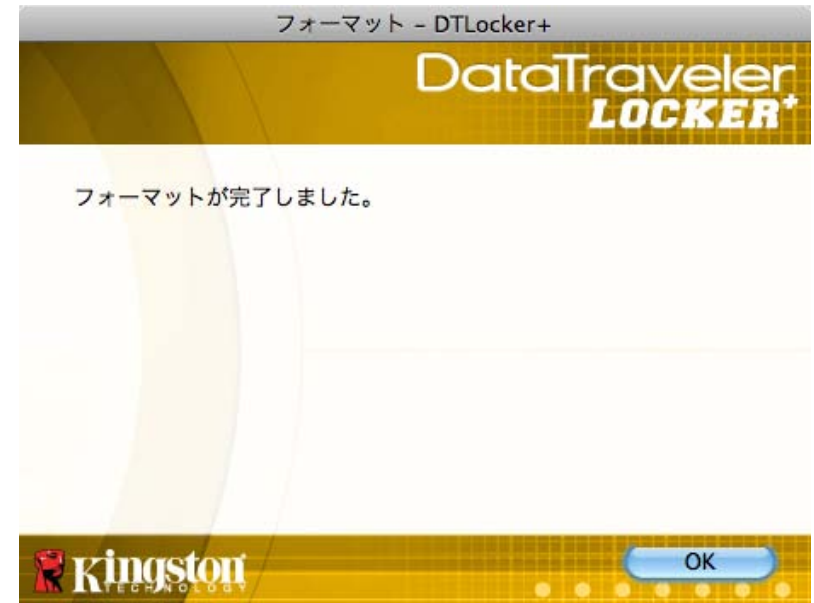 フォーマット – DTLocker+
DataTraveler
LOCKER+
フォーマットが完了しました。
Kingston
TECHNOLOGY
OK